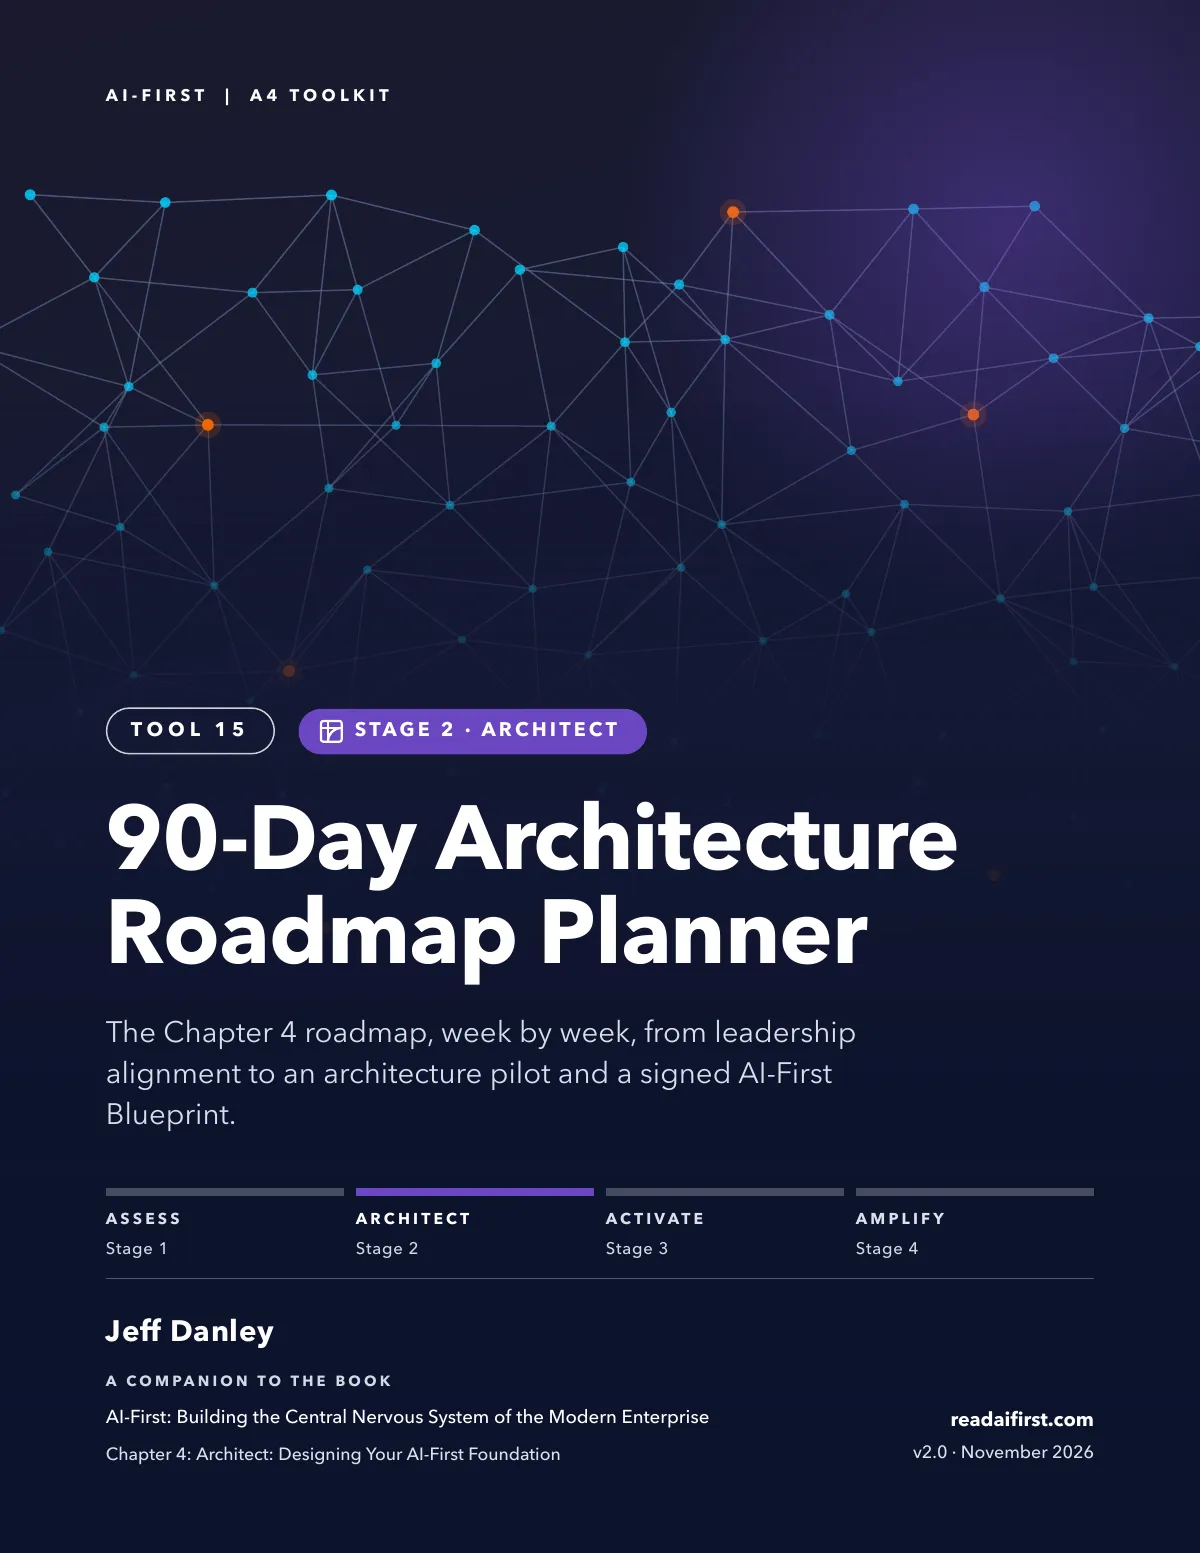 AI-FIRST | A4 TOOLKIT
TOOL 15
STAGE 2 · ARCHITECT
90-Day Architecture
Roadmap Planner
The Chapter 4 roadmap, week by week, from leadership
alignment to an architecture pilot and a signed AI-First
Blueprint.
ASSESS
Stage 1
ARCHITECT
Stage 2
ACTIVATE
Stage 3
AMPLIFY
Stage 4
Jeff Danley
A COMPANION TO THE BOOK
AI-First: Building the Central Nervous System of the Modern Enterprise
Chapter 4: Architect: Designing Your AI-First Foundation
readaifirst.com
v2.0 · November 2026